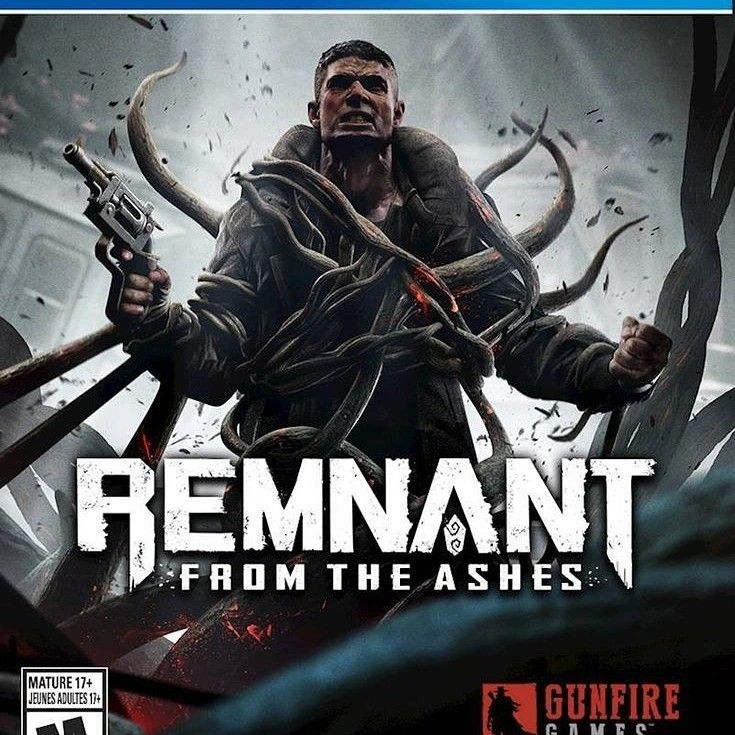 REMNANT
FROM THE ASHES
MATURE 17+
JEUNES ADULTES 17+
M
GUNFIRE
GAMES